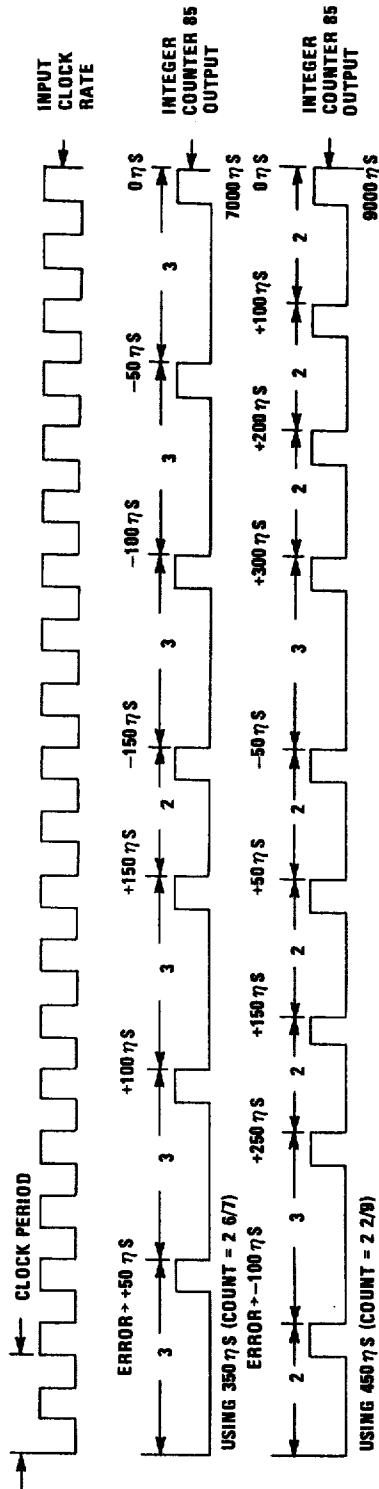 CLOCK PERIOD
INPUT
CLOCK
RATE
ERROR→ +50 ηS +100 ηS +150 ηS −150 ηS −100 ηS −50 ηS 0 ηS
3 3 3 2 3 3 3
INTEGER
COUNTER 85
OUTPUT
USING 350 ηS (COUNT = 2 6/7) 7000 ηS
ERROR→ −100 ηS +250 ηS +150 ηS +50 ηS −50 ηS +300 ηS +200 ηS +100 ηS 0 ηS
2 3 2 2 2 3 2 2 2
INTEGER
COUNTER 85
OUTPUT
USING 450 ηS (COUNT = 2 2/9) 9000 ηS